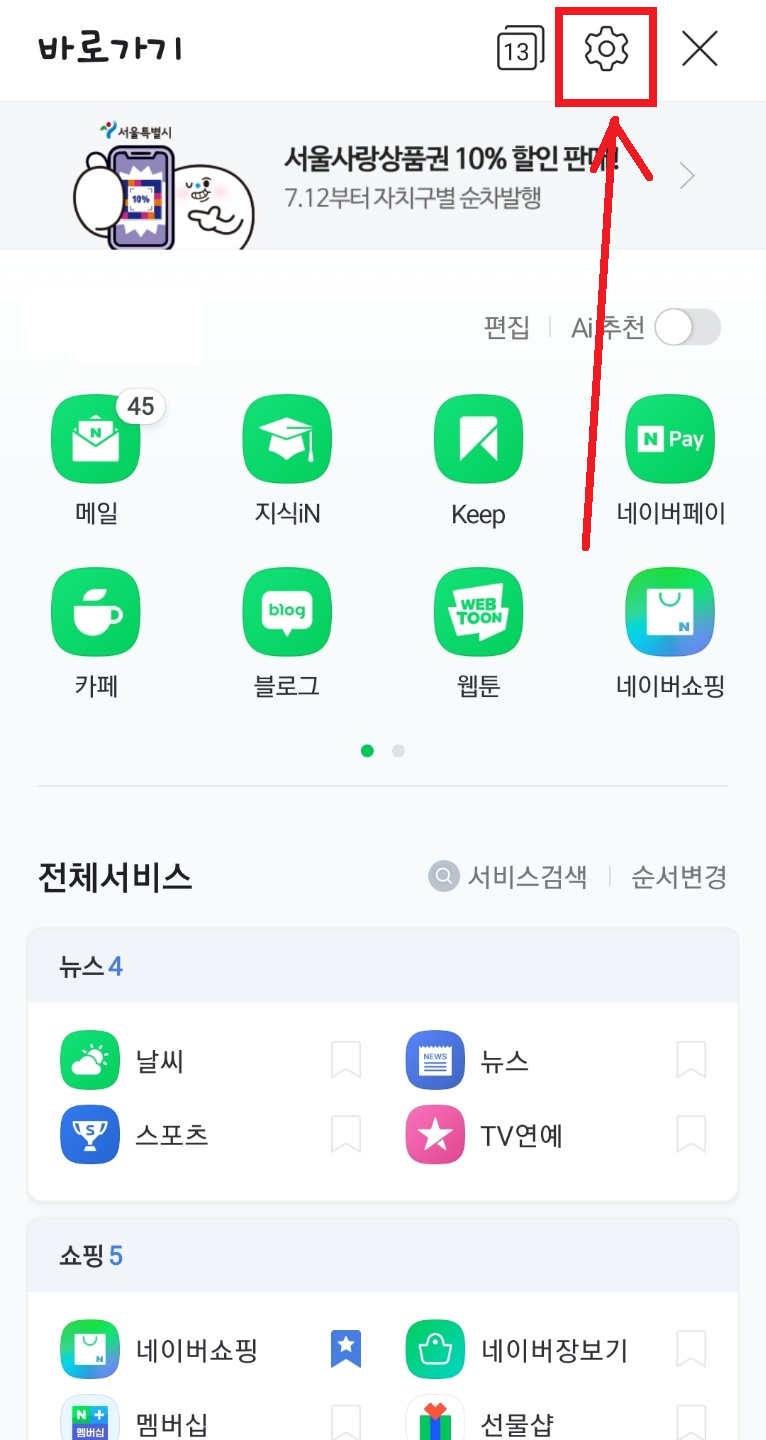 바로가기 13
서울특별시
10%
서울사랑상품권 10% 할인 판매!
7.12부터 자치구별 순차발행
편집 Ai 추천
45
N
N Pay
메일 지식iN Keep 네이버페이
blog
WEB
TOON
N
카페 블로그 웹툰 네이버쇼핑
전체서비스 서비스검색 순서변경
뉴스 4
날씨
NEWS
뉴스
S
스포츠 TV연예
쇼핑 5
N
네이버쇼핑 네이버장보기
N +
멤버십
멤버십 선물샵